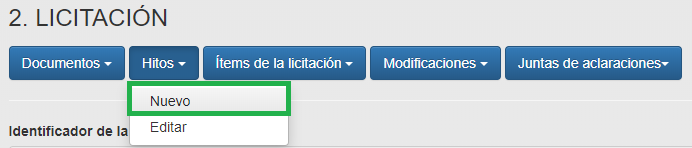 2. LICITACIÓN
Documentos Hitos Ítems de la licitación Modificaciones Juntas de aclaraciones
Nuevo
Editar
Identificador de la